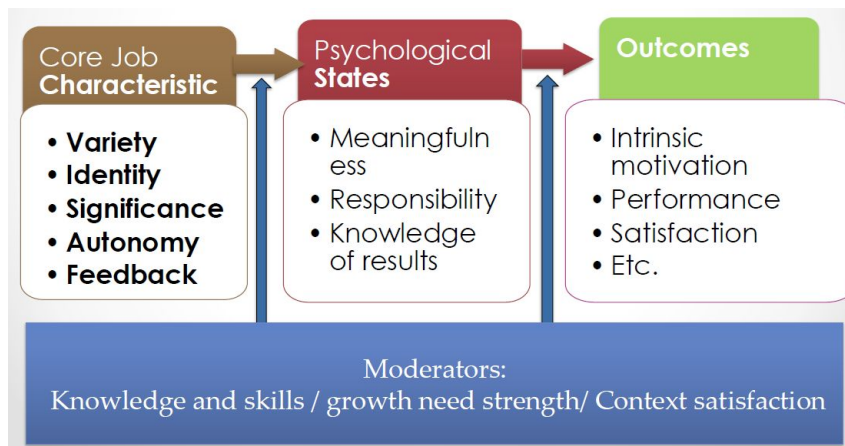 Core Job
Characteristic
• Variety
• Identity
• Significance
• Autonomy
• Feedback
Psychological
States
• Meaningfuln
ess
• Responsibility
• Knowledge
of results
Outcomes
• Intrinsic
motivation
• Performance
• Satisfaction
• Etc.
Moderators:
Knowledge and skills / growth need strength/ Context satisfaction